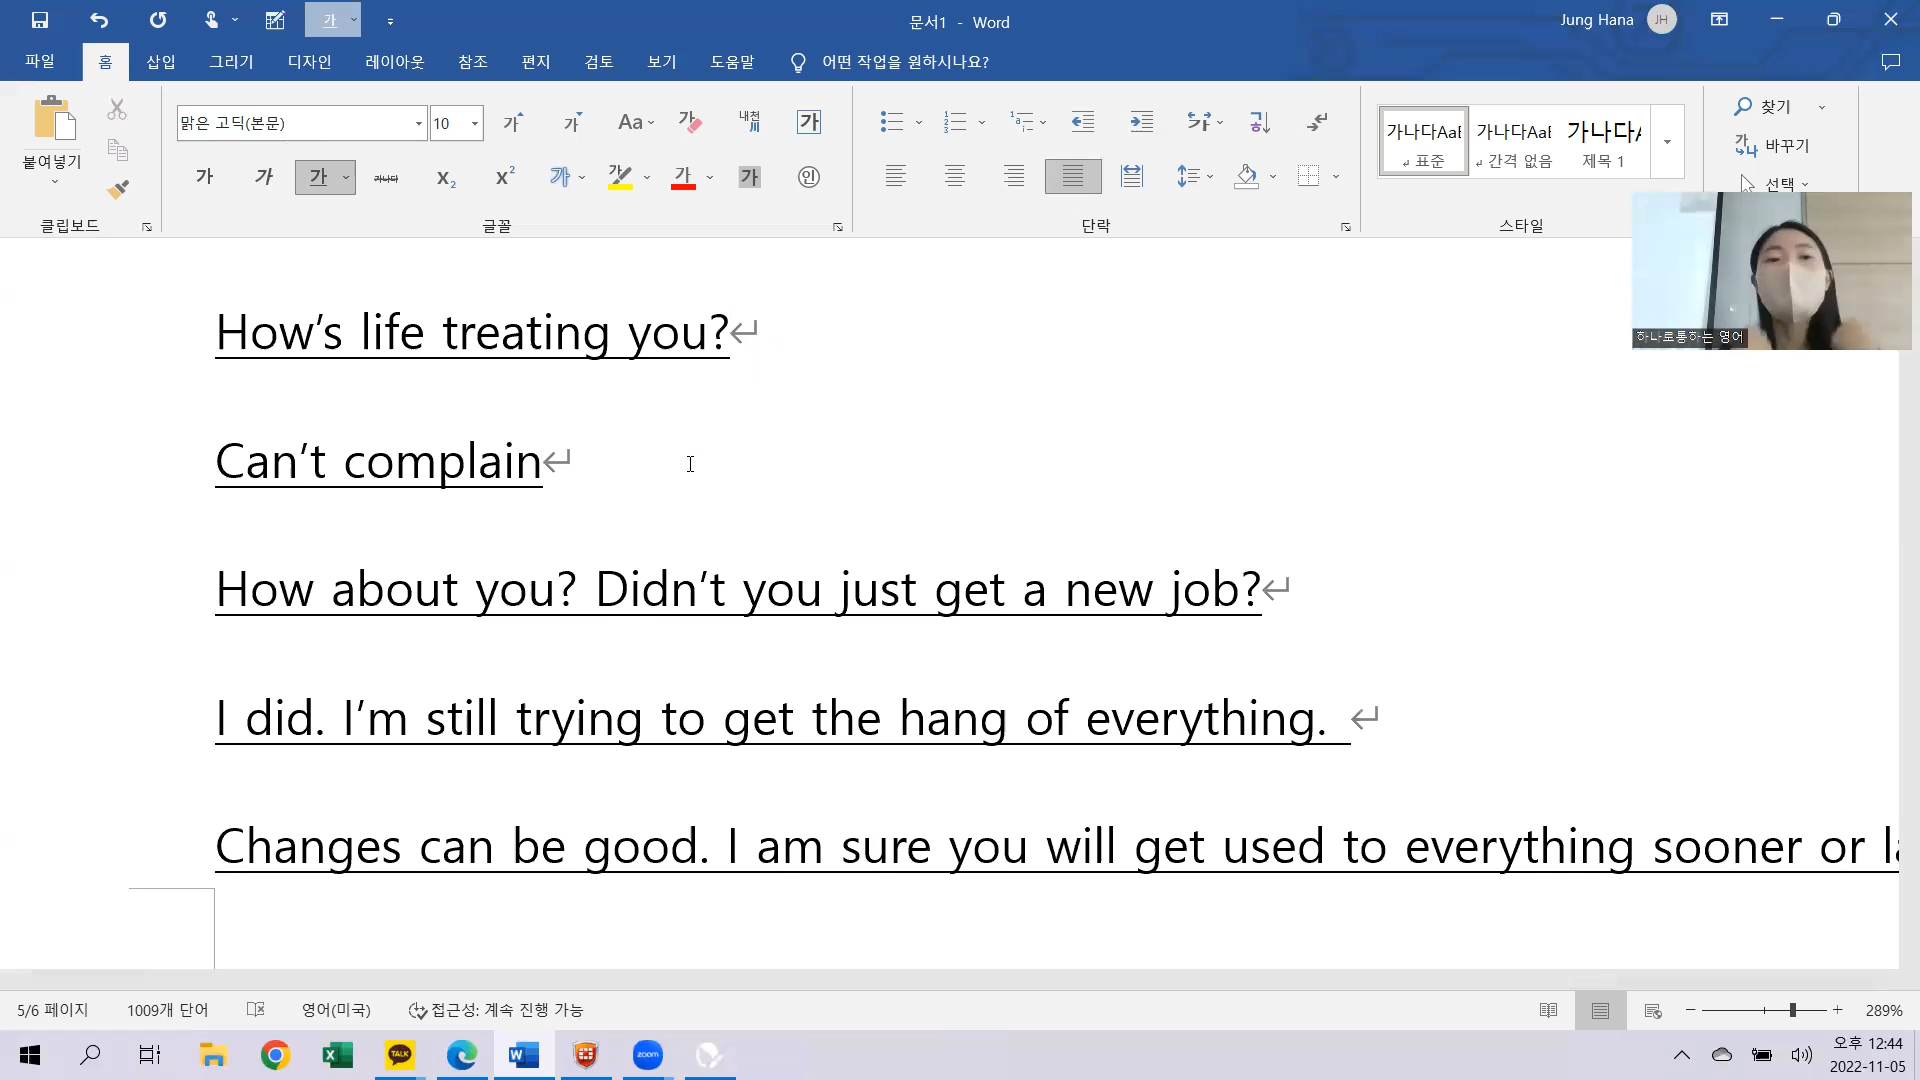 문서1 - Word
Jung Hana
JH
파일 홈 삽입 그리기 디자인 레이아웃 참조 편지 검토 보기 도움말 어떤 작업을 원하시나요?
붙여넣기
클립보드
맑은 고딕(본문) 10
글꼴
단락
가나다AaB 가나다AaB 가나다A
표준 간격 없음 제목 1
스타일
찾기
바꾸기
선택
하나로통하는 영어
How's life treating you?
Can't complain
How about you? Didn't you just get a new job?
I did. I'm still trying to get the hang of everything.
Changes can be good. I am sure you will get used to everything sooner or la
5/6 페이지 1009개 단어 영어(미국) 접근성: 계속 진행 가능 289%
TALK
zoom
오후 12:44
2022-11-05